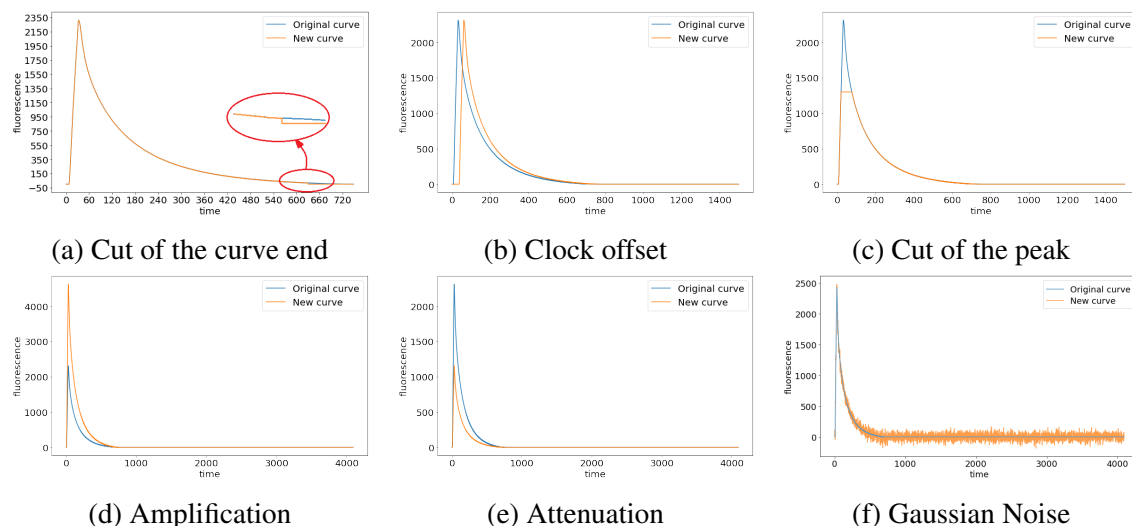 2350
2150
1950
1750
1550
1350
1150
950
750
550
350
150
−50
fluorescence
0 60 120 180 240 300 360 420 480 540 600 660 720
time
Original curve
New curve
(a) Cut of the curve end
2000
1500
1000
500
0
fluorescence
0 200 400 600 800 1000 1200 1400
time
Original curve
New curve
(b) Clock offset
2000
1500
1000
500
0
fluorescence
0 200 400 600 800 1000 1200 1400
time
Original curve
New curve
(c) Cut of the peak
4000
3000
2000
1000
0
fluorescence
0 1000 2000 3000 4000
time
Original curve
New curve
(d) Amplification
2000
1500
1000
500
0
fluorescence
0 1000 2000 3000 4000
time
Original curve
New curve
(e) Attenuation
2500
2000
1500
1000
500
0
fluorescence
0 1000 2000 3000 4000
time
Original curve
New curve
(f) Gaussian Noise